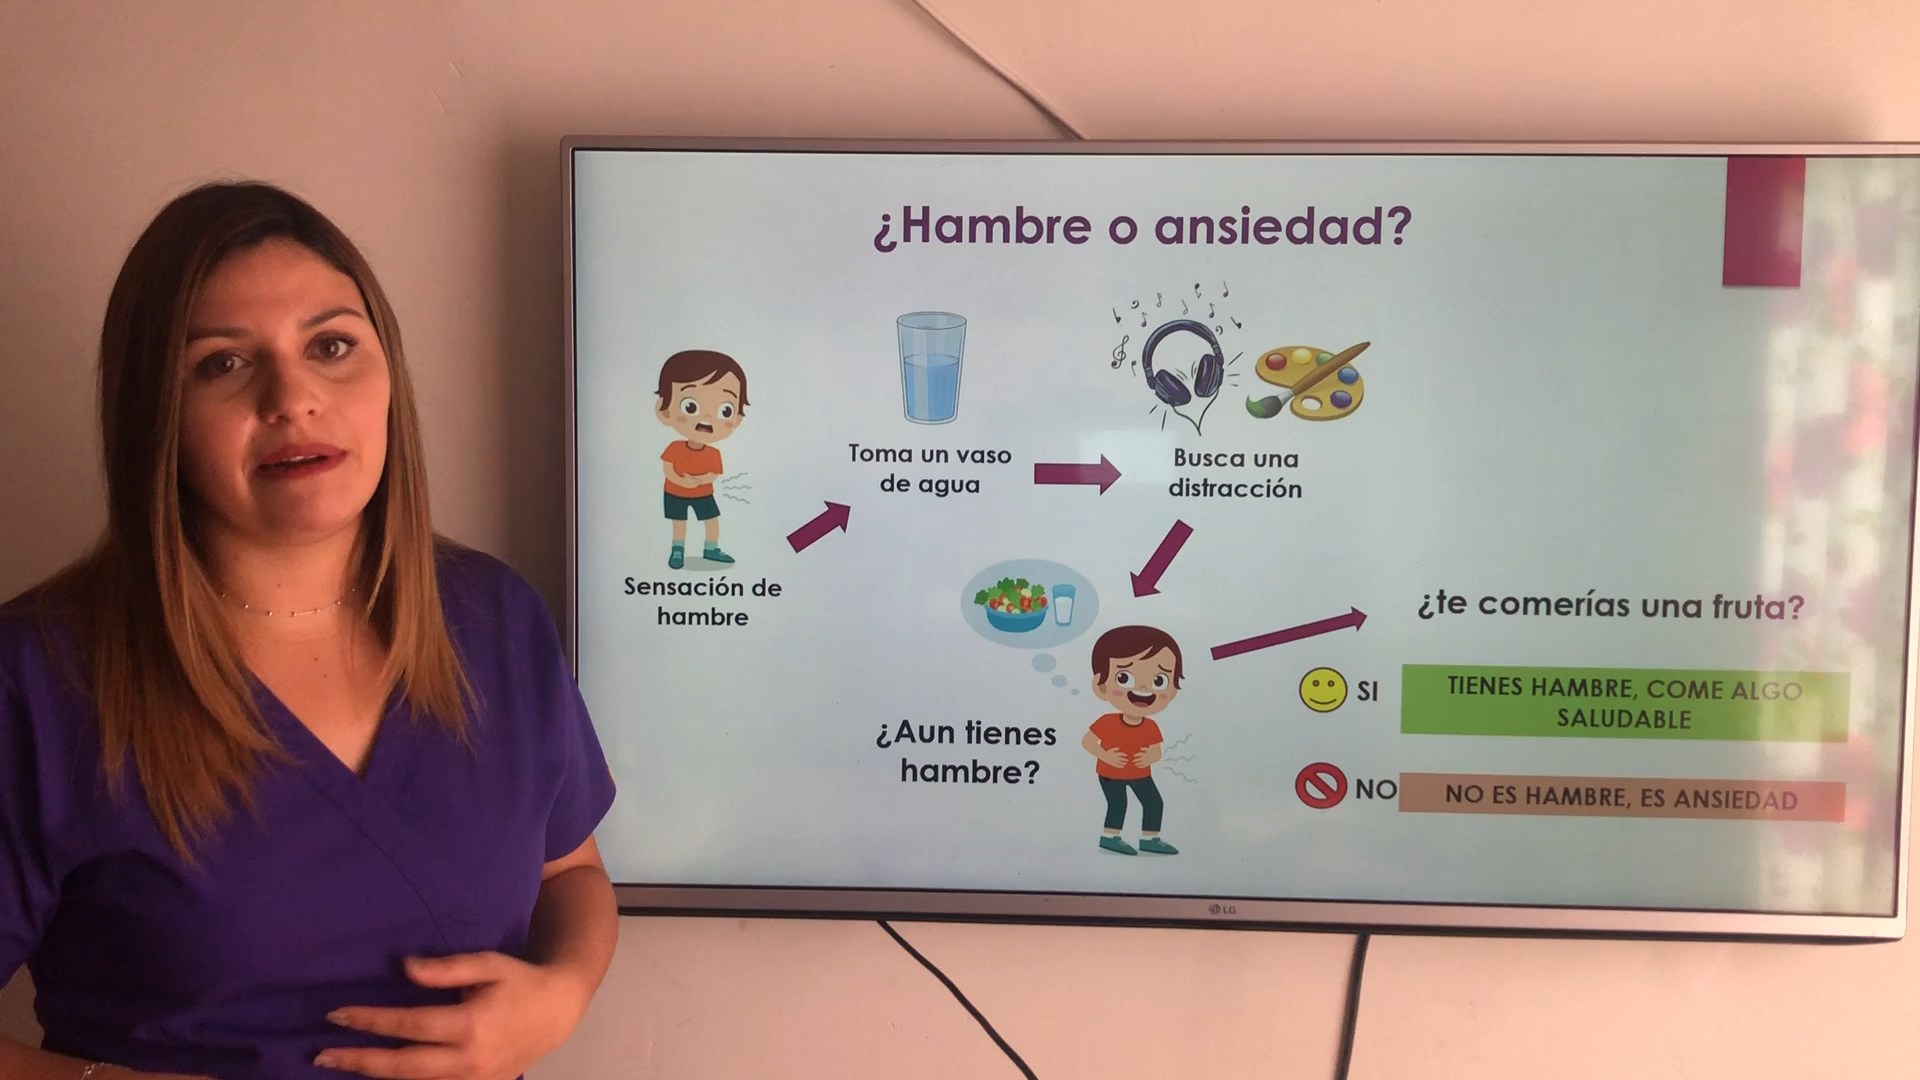 ¿Hambre o ansiedad?
Sensación de
hambre
Toma un vaso
de agua
Busca una
distracción
¿Aun tienes
hambre?
¿te comerías una fruta?
SI
TIENES HAMBRE, COME ALGO
SALUDABLE
NO
NO ES HAMBRE, ES ANSIEDAD
LG